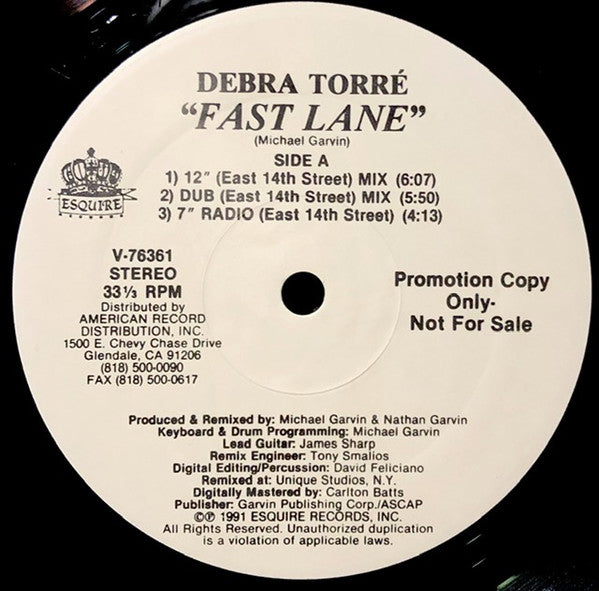 DEBRA TORRÉ
"FAST LANE"
(Michael Garvin)
SIDE A
1) 12" (East 14th Street) MIX (6:07)
2) DUB (East 14th Street) MIX (5:50)
3) 7" RADIO (East 14th Street) (4:13)
ESQUIRE
V-76361
STEREO
33⅓ RPM
Distributed by
AMERICAN RECORD
DISTRIBUTION, INC.
1500 E. Chevy Chase Drive
Glendale, CA 91206
(818) 500-0090
FAX (818) 500-0617
Promotion Copy
Only-
Not For Sale
Produced & Remixed by: Michael Garvin & Nathan Garvin
Keyboard & Drum Programming: Michael Garvin
Lead Guitar: James Sharp
Remix Engineer: Tony Smalios
Digital Editing/Percussion: David Feliciano
Remixed at: Unique Studios, N.Y.
Digitally Mastered by: Carlton Batts
Publisher: Garvin Publishing Corp./ASCAP
©℗ 1991 ESQUIRE RECORDS, INC.
All Rights Reserved. Unauthorized duplication
is a violation of applicable laws.